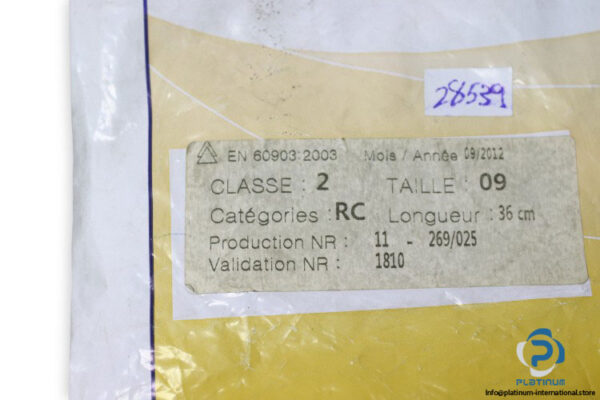 28539
EN 60903:2003 Mois / Année 09/2012
CLASSE : 2 TAILLE : 09
Catégories : RC Longueur : 36 cm
Production NR : 11 - 269/025
Validation NR : 1810
PLATINUM
Info@platinum-international.store